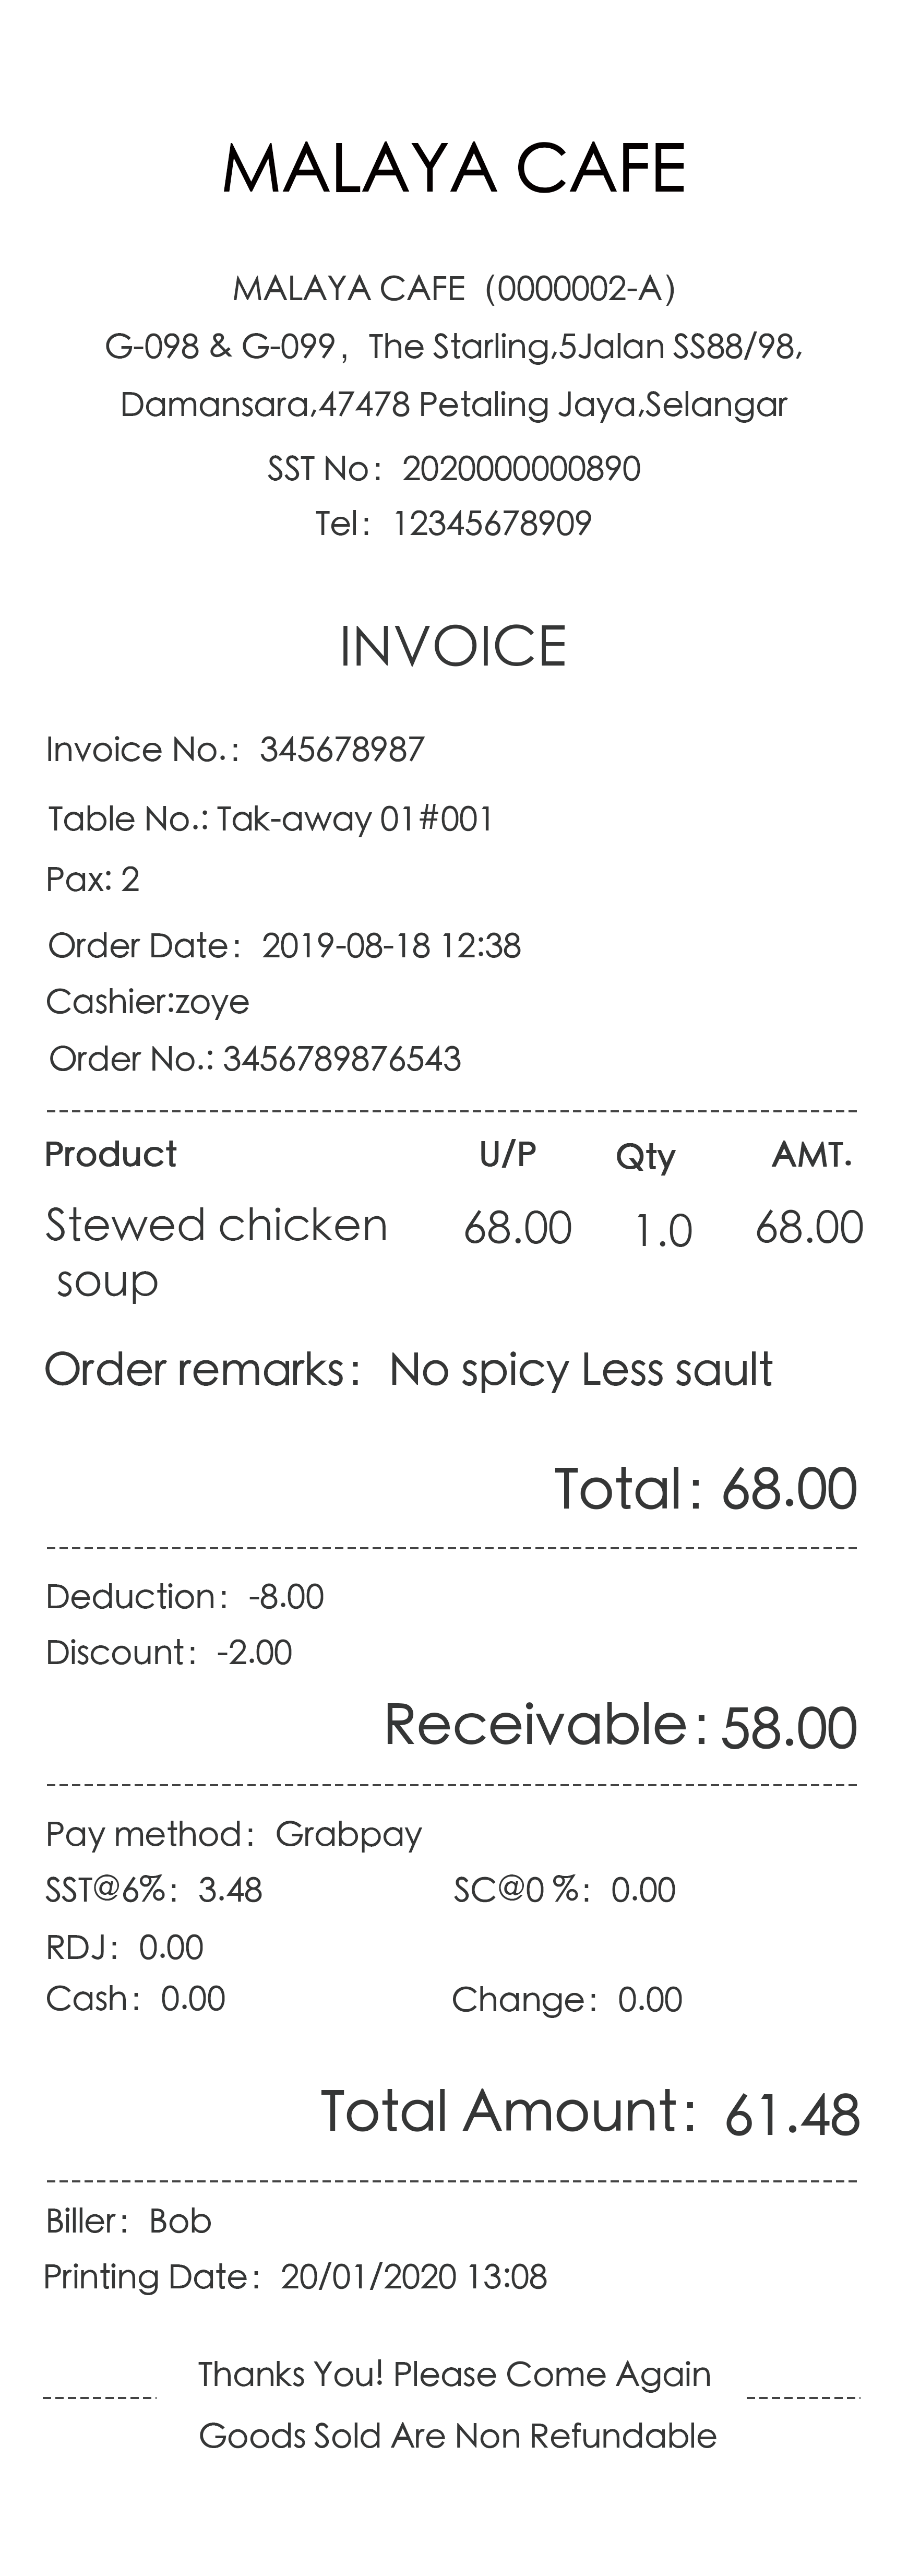 MALAYA CAFE
MALAYA CAFE (0000002-A)
G-098 & G-099, The Starling,5Jalan SS88/98,
Damansara,47478 Petaling Jaya,Selangar
SST No: 2020000000890
Tel: 12345678909
INVOICE
Invoice No.: 345678987
Table No.: Tak-away 01#001
Pax: 2
Order Date: 2019-08-18 12:38
Cashier:zoye
Order No.: 3456789876543
Product U/P Qty AMT.
Stewed chicken 68.00 1.0 68.00
soup
Order remarks: No spicy Less sault
Total: 68.00
Deduction: -8.00
Discount: -2.00
Receivable: 58.00
Pay method: Grabpay
SST@6%: 3.48 SC@0 %: 0.00
RDJ: 0.00
Cash: 0.00 Change: 0.00
Total Amount: 61.48
Biller: Bob
Printing Date: 20/01/2020 13:08
Thanks You! Please Come Again
Goods Sold Are Non Refundable